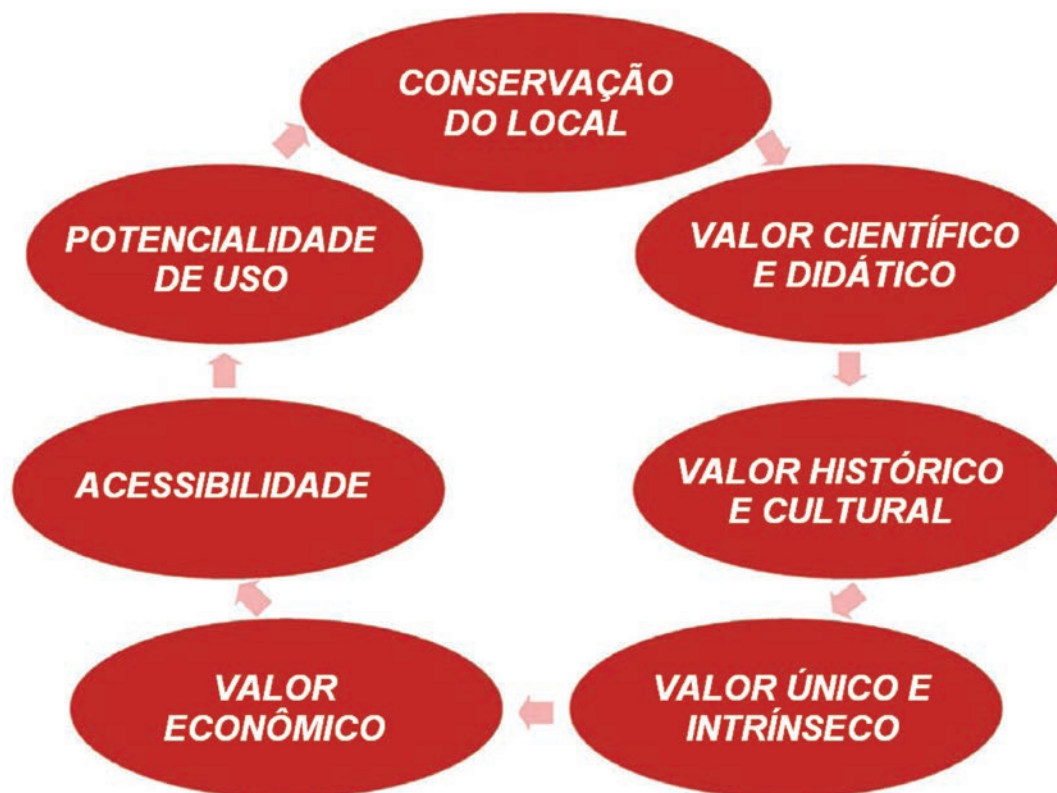 CONSERVAÇÃO
DO LOCAL
VALOR CIENTÍFICO
E DIDÁTICO
VALOR HISTÓRICO
E CULTURAL
VALOR ÚNICO E
INTRÍNSECO
VALOR
ECONÔMICO
ACESSIBILIDADE
POTENCIALIDADE
DE USO